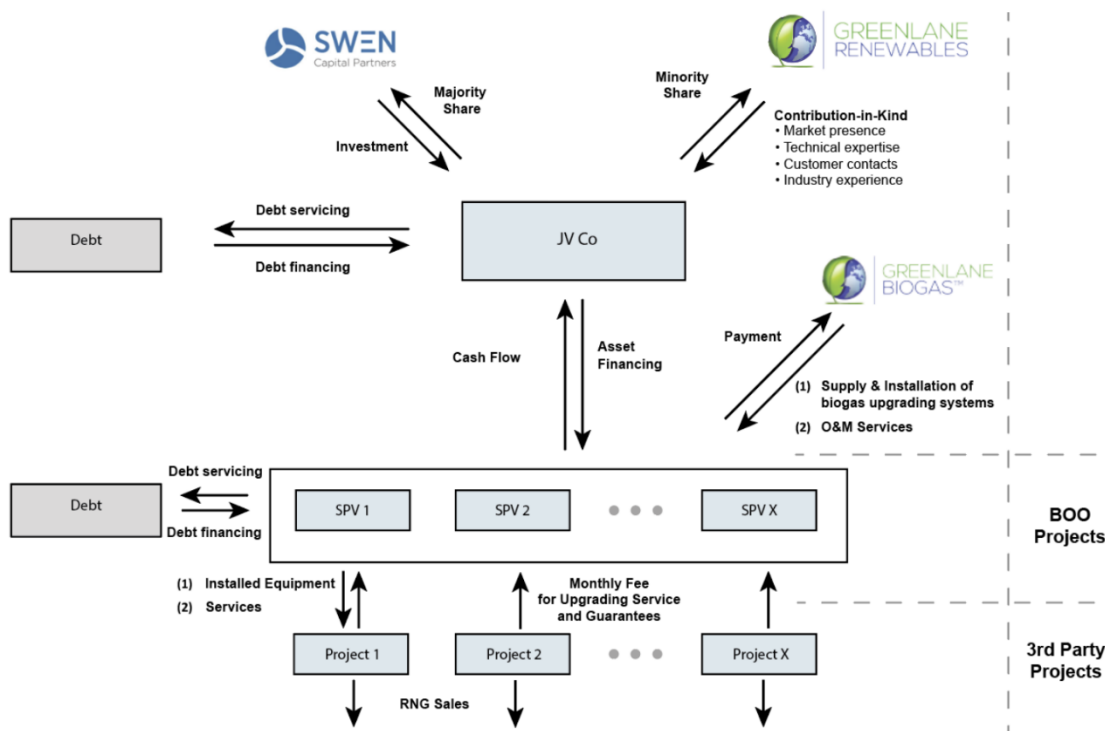 SWEN
Capital Partners
GREENLANE
RENEWABLES
Majority
Share
Minority
Share
Investment
Contribution-in-Kind
• Market presence
• Technical expertise
• Customer contacts
• Industry experience
Debt servicing
Debt
JV Co
Debt financing
GREENLANE
BIOGAS™
Payment
Cash Flow
Asset
Financing
(1) Supply & Installation of
biogas upgrading systems
(2) O&M Services
Debt servicing
Debt
Debt financing
SPV 1
SPV 2
SPV X
BOO
Projects
(1) Installed Equipment
(2) Services
Monthly Fee
for Upgrading Service
and Guarantees
Project 1
Project 2
Project X
3rd Party
Projects
RNG Sales